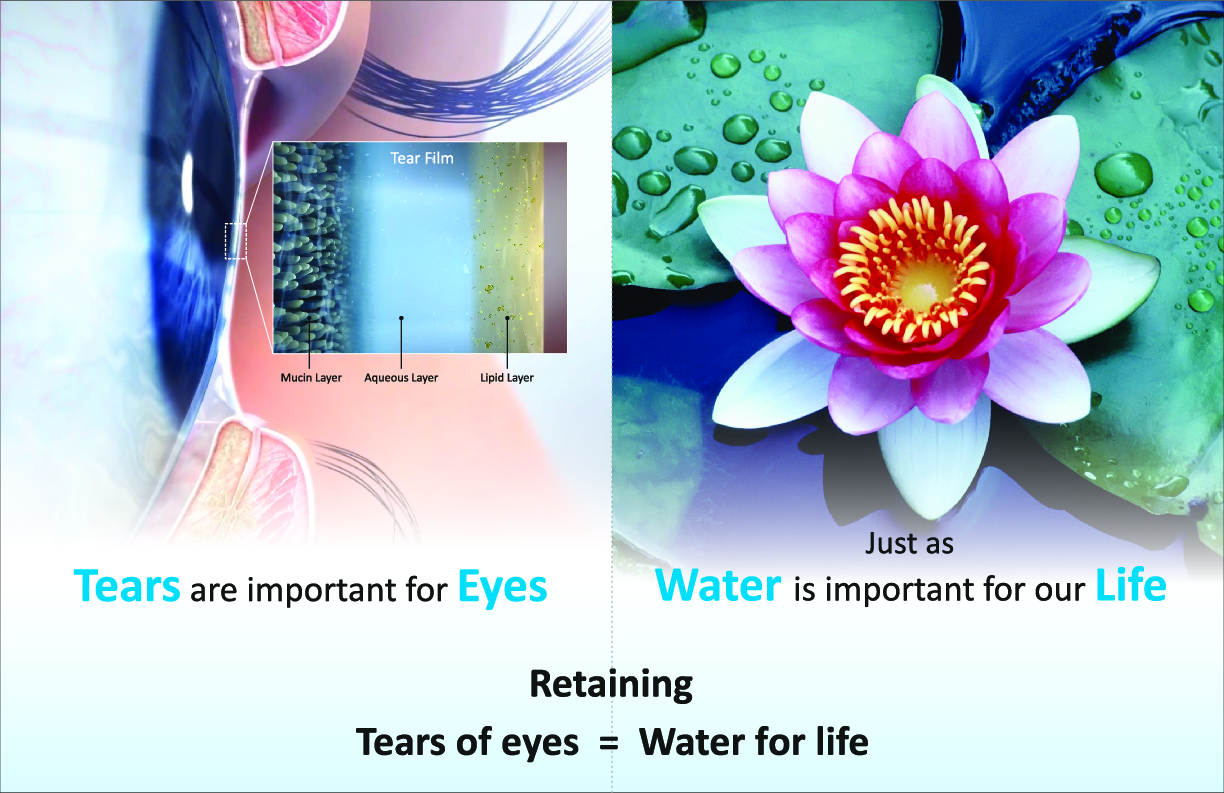 Tear Film
Mucin Layer
Aqueous Layer
Lipid Layer
Tears are important for Eyes
Just as
Water is important for our Life
Retaining
Tears of eyes = Water for life